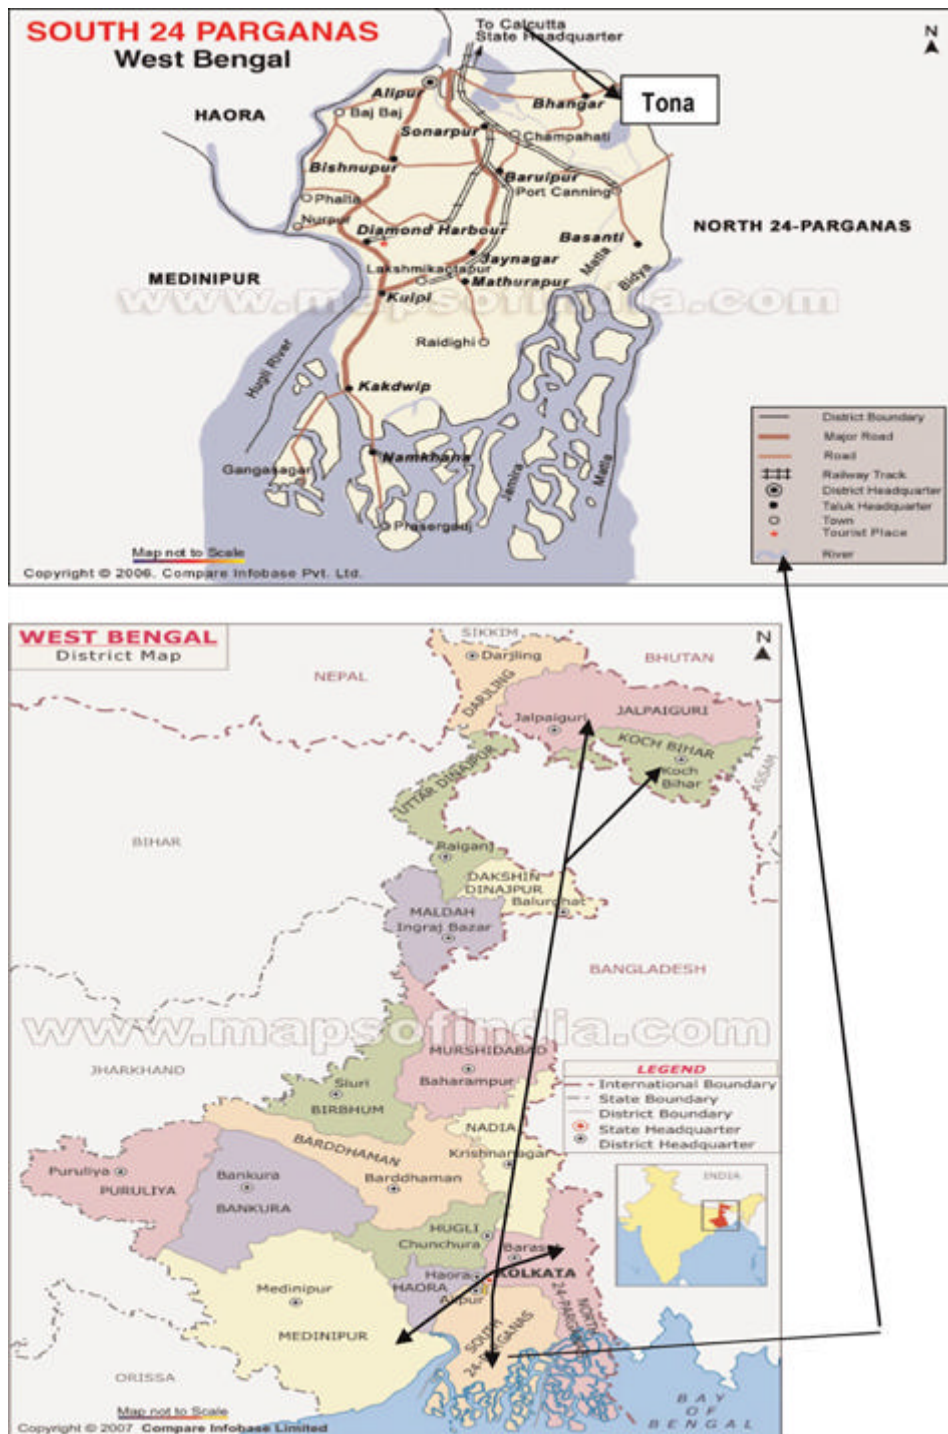 SOUTH 24 PARGANAS
West Bengal
To Calcutta
State Headquarter
N
Tona
HAORA
Alipur
Baj Baj
Bhangar
Sonarpur
Champahati
Bishnupur
Baruipur
Port Canning
Phalta
Nurpur
NORTH 24-PARGANAS
Diamond Harbour
Basanti
MEDINIPUR
Jaynagar
Matla
Bidya
Mathurapur
Kulpi
www.mapsofindia.com
Raidighi
Hugli River
Kakdwip
Namkhana
Gangasagar
Jamira
Matla
District Boundary
Major Road
Road
Railway Track
District Headquarter
Taluk Headquarter
Town
Tourist Place
River
Map not to Scale
Copyright © 2006. Compare Infobase Pvt. Ltd.
WEST BENGAL
District Map
SIKKIM
N
Darjling
BHUTAN
NEPAL
DARJLING
JALPAIGURI
Jalpaiguri
KOCH BIHAR
Koch
Bihar
ASSAM
UTTAR DINAJPUR
BIHAR
Raiganj
DAKSHIN
DINAJPUR
Balurghat
MALDAH
Ingraj Bazar
BANGLADESH
www.mapsofindia.com
MURSHIDABAD
Baharampur
JHARKHAND
Siuri
BIRBHUM
LEGEND
International Boundary
State Boundary
District Boundary
State Headquarter
District Headquarter
NADIA
Krishnanagar
BARDDHAMAN
Barddhaman
Puruliya
PURULIYA
Bankura
BANKURA
INDIA
HUGLI
Chunchura
Barasat
KOLKATA
Haora
HAORA
Alipur
Medinipur
MEDINIPUR
SOUTH
24-PARGANAS
NORTH
24-PARGANAS
ORISSA
BAY
OF
BENGAL
Map not to Scale
Copyright © 2007 Compare Infobase Limited